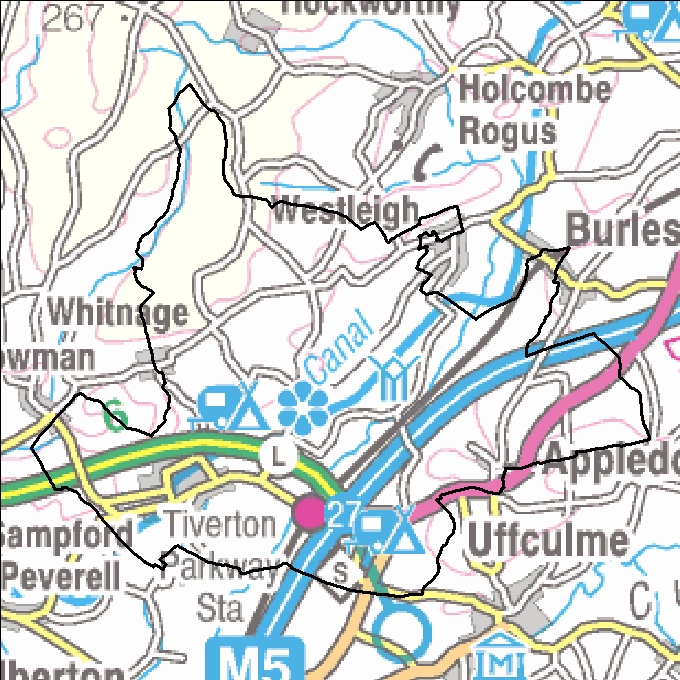 267
Hockworthy
Holcombe
Rogus
Westleigh
Burles
Whitnage
Canal
owman
6
L
Appledo
27
Tiverton
Parkway
Sta
Sampford
Peverell
Uffculme
S
C
M5
M
lberton